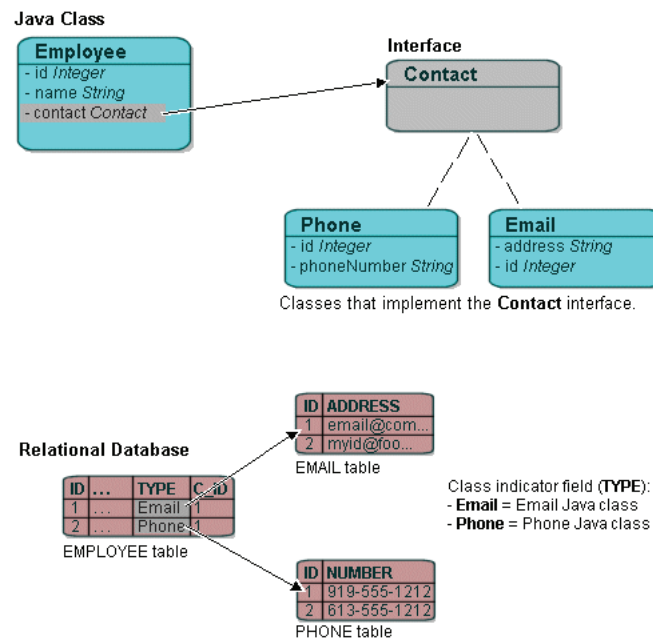 Java Class
Employee
- id Integer
- name String
- contact Contact
Interface
Contact
Phone
- id Integer
- phoneNumber String
Email
- address String
- id Integer
Classes that implement the Contact interface.
Relational Database
ID ADDRESS
1 email@com...
2 myid@foo...
EMAIL table
ID ... TYPE C_ID
1 ... Email 1
2 ... Phone 1
EMPLOYEE table
Class indicator field (TYPE):
- Email = Email Java class
- Phone = Phone Java class
ID NUMBER
1 919-555-1212
2 613-555-1212
PHONE table